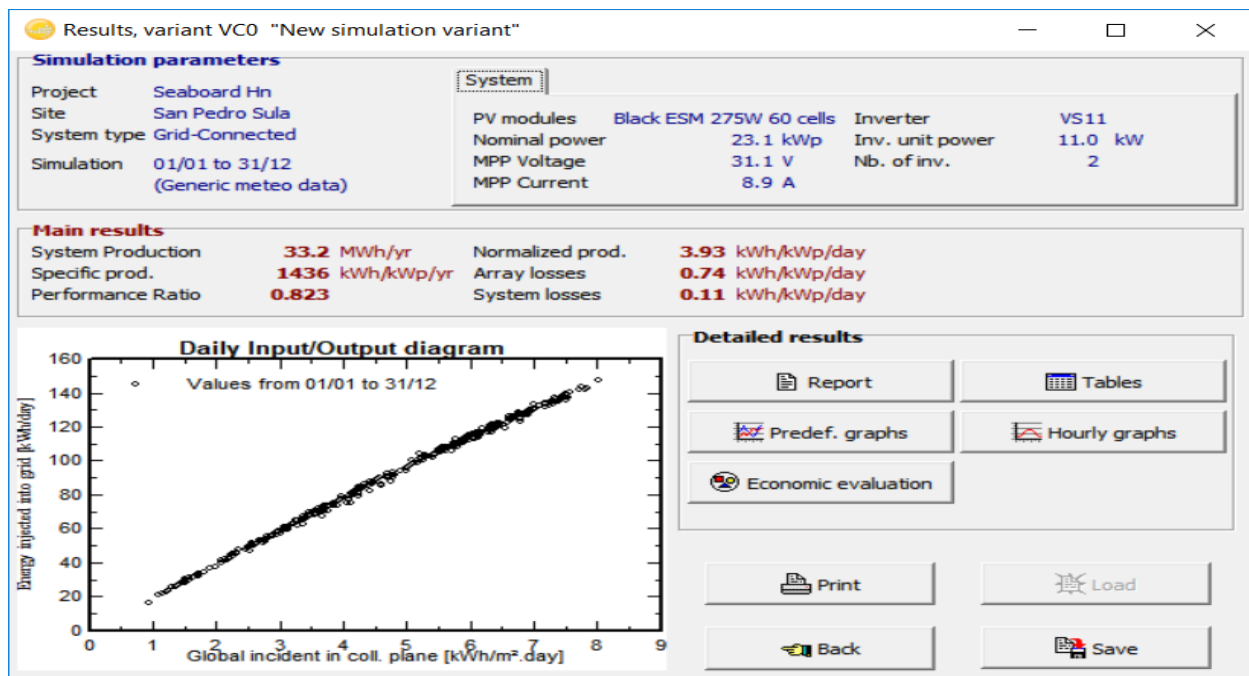 Results, variant VC0 "New simulation variant"
Simulation parameters
Project Seaboard Hn
Site San Pedro Sula
System type Grid-Connected
Simulation 01/01 to 31/12
(Generic meteo data)
System
PV modules Black ESM 275W 60 cells Inverter VS11
Nominal power 23.1 kWp Inv. unit power 11.0 kW
MPP Voltage 31.1 V Nb. of inv. 2
MPP Current 8.9 A
Main results
System Production 33.2 MWh/yr Normalized prod. 3.93 kWh/kWp/day
Specific prod. 1436 kWh/kWp/yr Array losses 0.74 kWh/kWp/day
Performance Ratio 0.823 System losses 0.11 kWh/kWp/day
Daily Input/Output diagram
Values from 01/01 to 31/12
Energy injected into grid [kWh/day]
160
140
120
100
80
60
40
20
0
0 1 2 3 4 5 6 7 8 9
Global incident in coll. plane [kWh/m².day]
Detailed results
Report Tables
Predef. graphs Hourly graphs
Economic evaluation
Print Load
Back Save